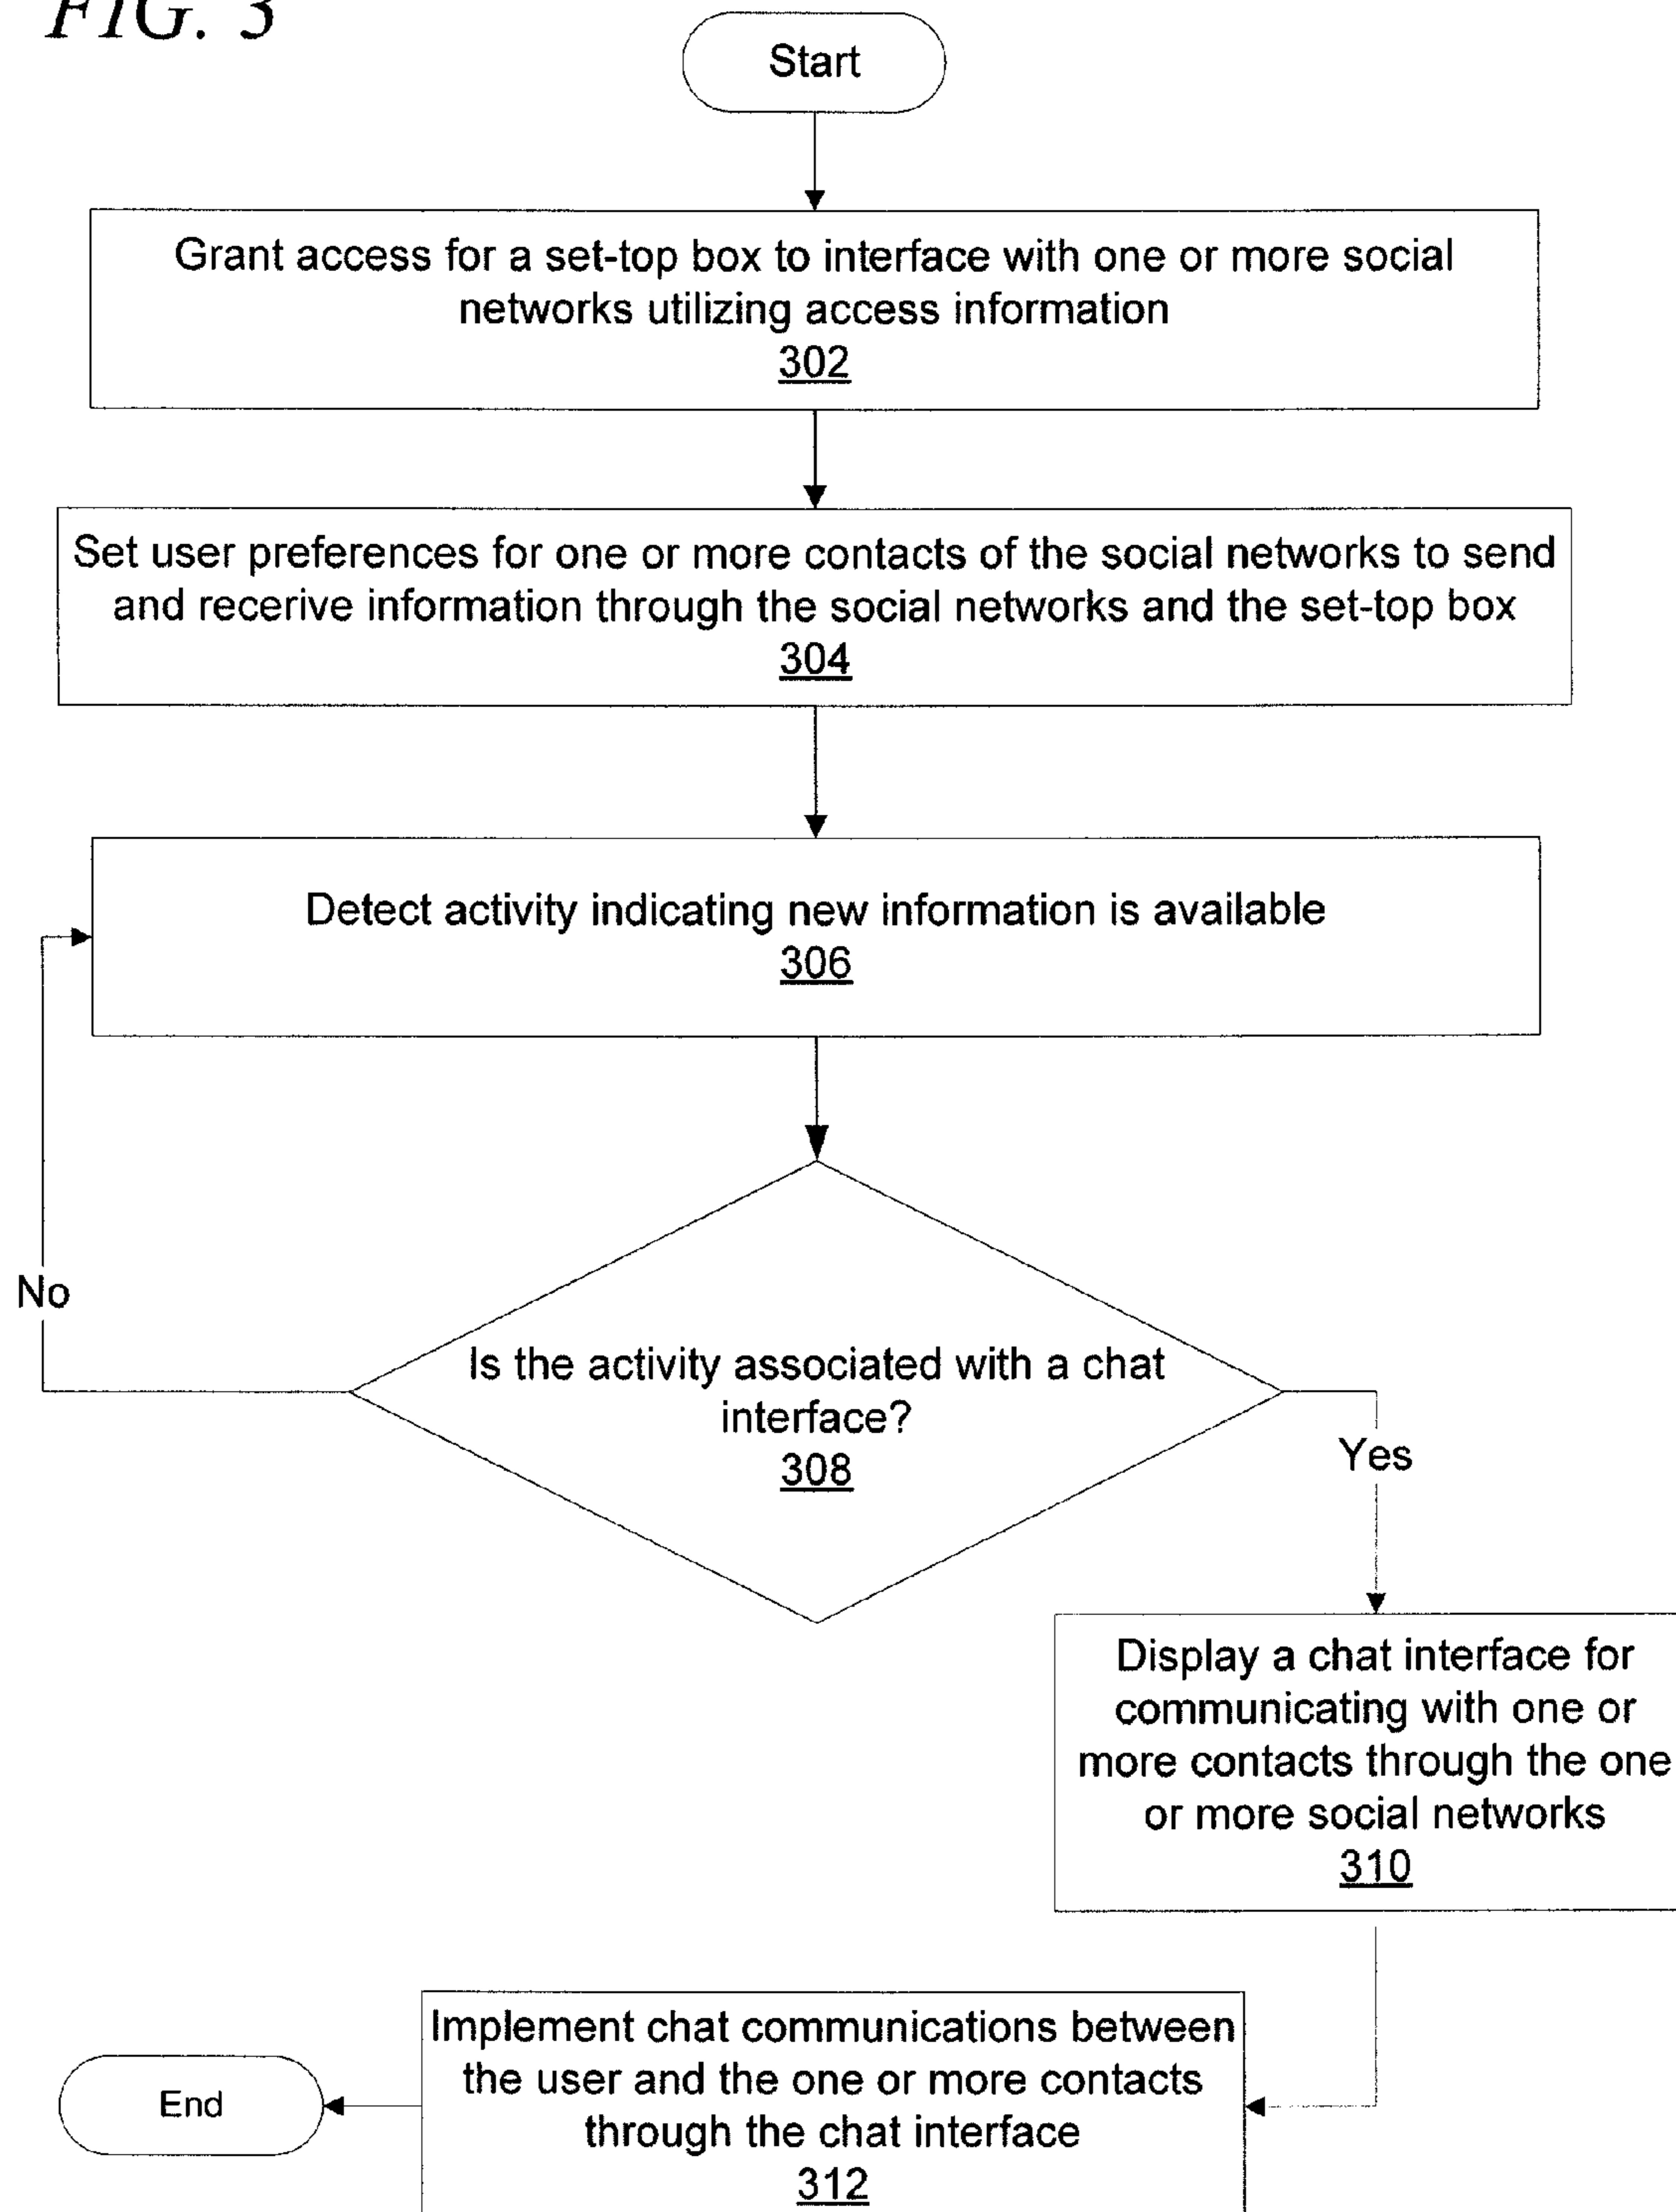 FIG. 3
Start
Grant access for a set-top box to interface with one or more social
networks utilizing access information
302
Set user preferences for one or more contacts of the social networks to send
and recerive information through the social networks and the set-top box
304
Detect activity indicating new information is available
306
No
Is the activity associated with a chat
interface?
308
Yes
Display a chat interface for
communicating with one or
more contacts through the one
or more social networks
310
Implement chat communications between
the user and the one or more contacts
through the chat interface
312
End